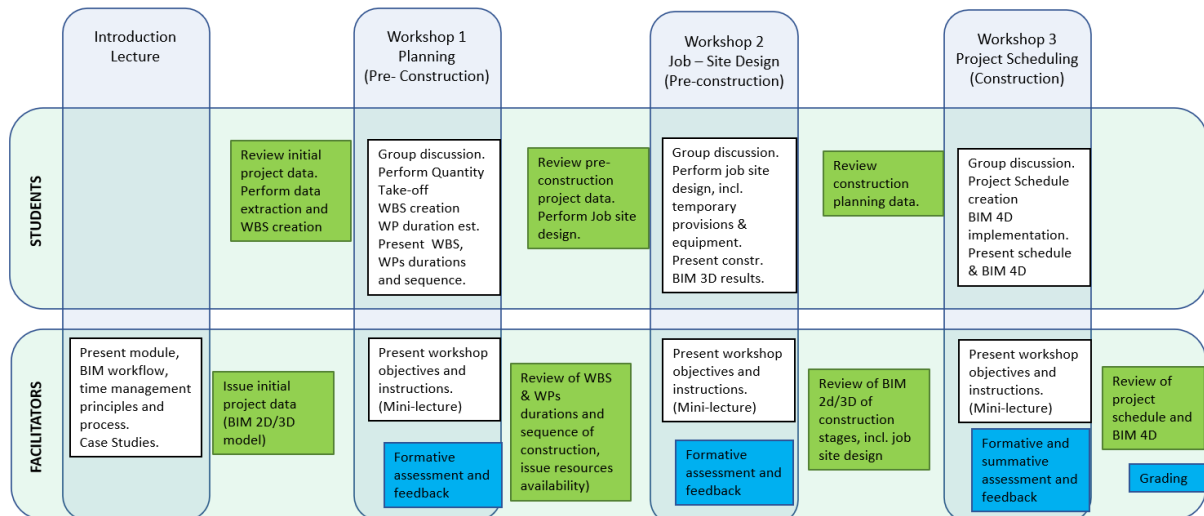 Introduction
Lecture
Workshop 1
Planning
(Pre- Construction)
Workshop 2
Job – Site Design
(Pre-construction)
Workshop 3
Project Scheduling
(Construction)
STUDENTS
Review initial
project data.
Perform data
extraction and
WBS creation
Group discussion.
Perform Quantity
Take-off
WBS creation
WP duration est.
Present WBS,
WPs durations
and sequence.
Review pre-
construction
project data.
Perform Job site
design.
Group discussion.
Perform job site
design, incl.
temporary
provisions &
equipment.
Present constr.
BIM 3D results.
Review
construction
planning data.
Group discussion.
Project Schedule
creation
BIM 4D
implementation.
Present schedule
& BIM 4D
FACILITATORS
Present module,
BIM workflow,
time management
principles and
process.
Case Studies.
Issue initial
project data
(BIM 2D/3D
model)
Present workshop
objectives and
instructions.
(Mini-lecture)
Formative
assessment and
feedback
Review of WBS
& WPs
durations and
sequence of
construction,
issue resources
availability)
Present workshop
objectives and
instructions.
(Mini-lecture)
Formative
assessment and
feedback
Review of BIM
2d/3D of
construction
stages, incl. job
site design
Present workshop
objectives and
instructions.
(Mini-lecture)
Formative and
summative
assessment and
feedback
Review of
project
schedule and
BIM 4D
Grading